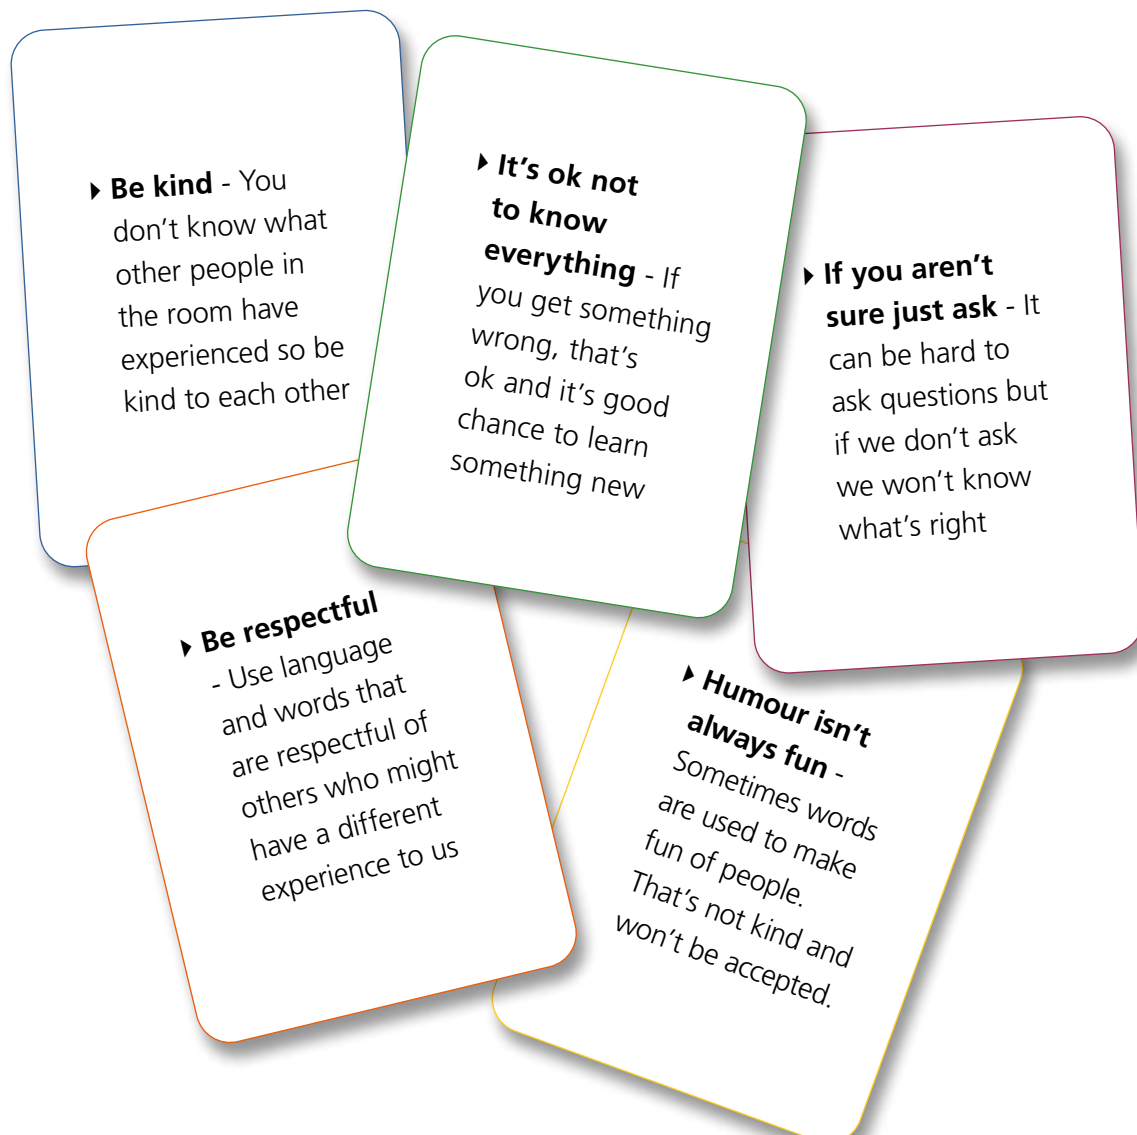 Be kind - You
don't know what
other people in
the room have
experienced so be
kind to each other
It's ok not
to know
everything - If
you get something
wrong, that's
ok and it's good
chance to learn
something new
If you aren't
sure just ask - It
can be hard to
ask questions but
if we don't ask
we won't know
what's right
Be respectful
- Use language
and words that
are respectful of
others who might
have a different
experience to us
Humour isn't
always fun -
Sometimes words
are used to make
fun of people.
That's not kind and
won't be accepted.